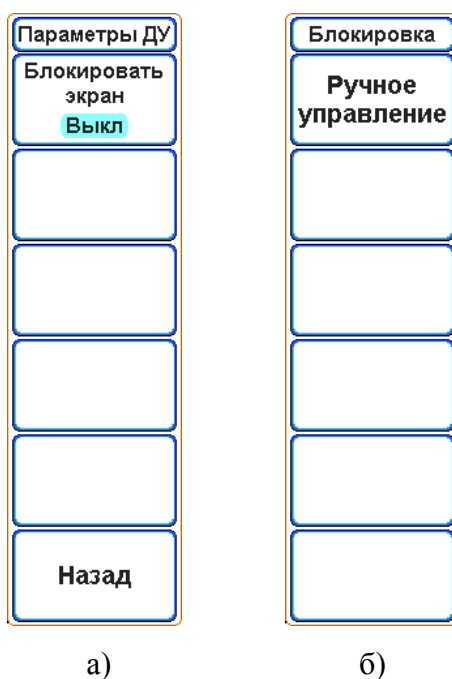 Параметры ДУ
Блокировать
экран
Выкл
Назад
а)
Блокировка
Ручное
управление
б)